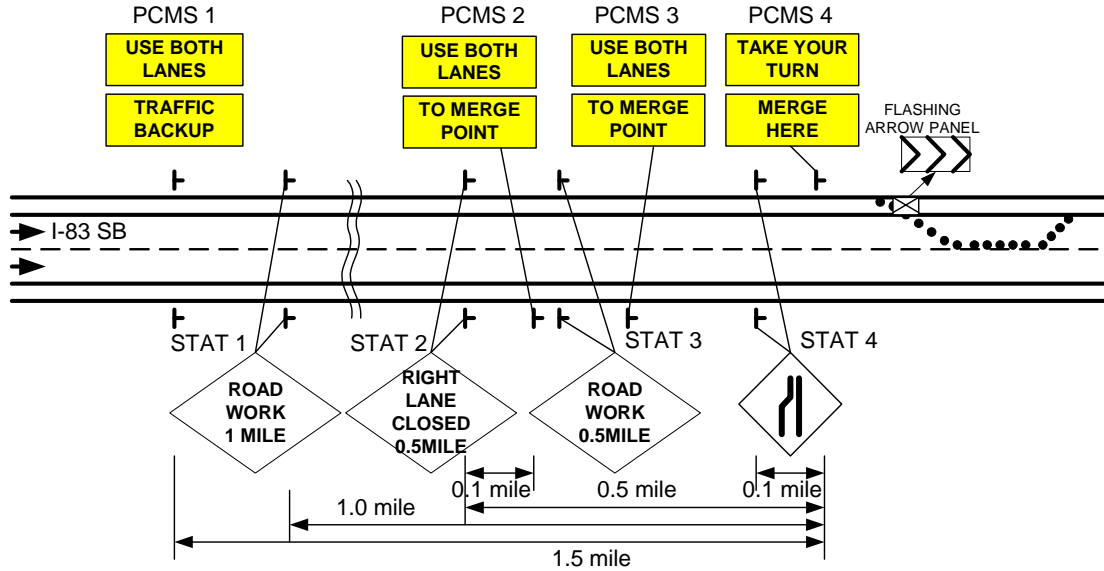 PCMS 1
PCMS 2
PCMS 3
PCMS 4
USE BOTH
LANES
USE BOTH
LANES
USE BOTH
LANES
TAKE YOUR
TURN
TRAFFIC
BACKUP
TO MERGE
POINT
TO MERGE
POINT
MERGE
HERE
FLASHING
ARROW PANEL
I-83 SB
STAT 1
STAT 2
STAT 3
STAT 4
ROAD
WORK
1 MILE
RIGHT
LANE
CLOSED
0.5MILE
ROAD
WORK
0.5MILE
0.1 mile
0.5 mile
0.1 mile
1.0 mile
1.5 mile